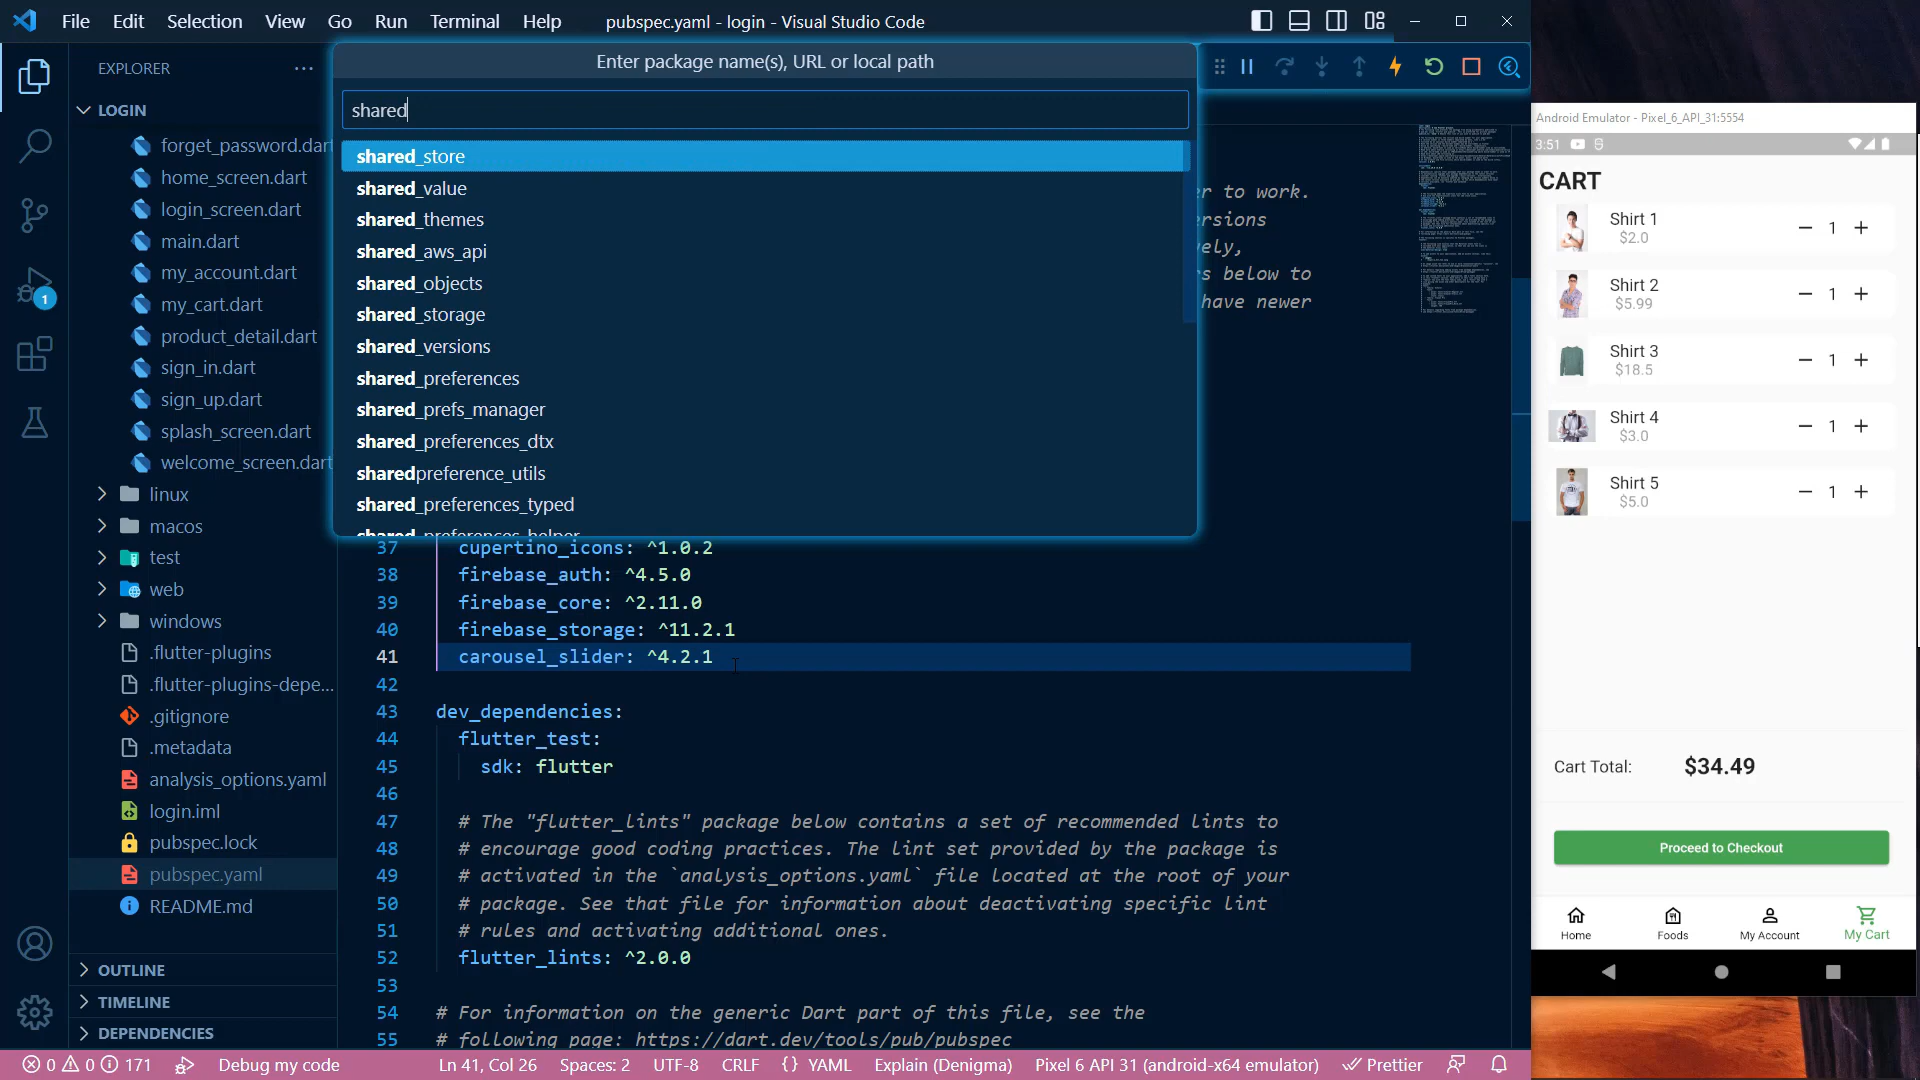 File Edit Selection View Go Run Terminal Help
pubspec.yaml - login - Visual Studio Code
EXPLORER
LOGIN
forget_password.dart
home_screen.dart
login_screen.dart
main.dart
my_account.dart
my_cart.dart
product_detail.dart
sign_in.dart
sign_up.dart
splash_screen.dart
welcome_screen.dart
linux
macos
test
web
windows
.flutter-plugins
.flutter-plugins-depe...
.gitignore
.metadata
analysis_options.yaml
login.iml
pubspec.lock
pubspec.yaml
README.md
OUTLINE
TIMELINE
DEPENDENCIES
1
Enter package name(s), URL or local path
shared
shared_store
shared_value
shared_themes
shared_aws_api
shared_objects
shared_storage
shared_versions
shared_preferences
shared_prefs_manager
shared_preferences_dtx
sharedpreference_utils
shared_preferences_typed
shared_preferences_helper
er to work.
ersions
ely,
rs below to
have newer
37 cupertino_icons: ^1.0.2
38 firebase_auth: ^4.5.0
39 firebase_core: ^2.11.0
40 firebase_storage: ^11.2.1
41 carousel_slider: ^4.2.1
42
43 dev_dependencies:
44 flutter_test:
45 sdk: flutter
46
47 # The "flutter_lints" package below contains a set of recommended lints to
48 # encourage good coding practices. The lint set provided by the package is
49 # activated in the `analysis_options.yaml` file located at the root of your
50 # package. See that file for information about deactivating specific lint
51 # rules and activating additional ones.
52 flutter_lints: ^2.0.0
53
54 # For information on the generic Dart part of this file, see the
55 # following page: https://dart.dev/tools/pub/pubspec
0 0 171 Debug my code Ln 41, Col 26 Spaces: 2 UTF-8 CRLF {} YAML Explain (Denigma) Pixel 6 API 31 (android-x64 emulator) Prettier
Android Emulator - Pixel_6_API_31:5554
3:51
CART
Shirt 1
$2.0
1
Shirt 2
$5.99
1
Shirt 3
$18.5
1
Shirt 4
$3.0
1
Shirt 5
$5.0
1
Cart Total: $34.49
Proceed to Checkout
Home Foods My Account My Cart